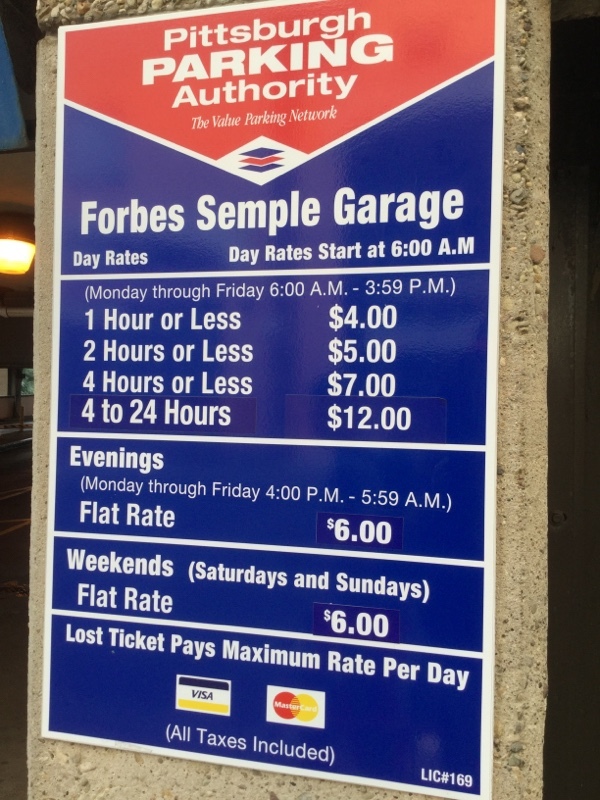 Pittsburgh
PARKING
Authority
The Value Parking Network
Forbes Semple Garage
Day Rates Day Rates Start at 6:00 A.M
(Monday through Friday 6:00 A.M. - 3:59 P.M.)
1 Hour or Less $4.00
2 Hours or Less $5.00
4 Hours or Less $7.00
4 to 24 Hours $12.00
Evenings
(Monday through Friday 4:00 P.M. - 5:59 A.M.)
Flat Rate $6.00
Weekends (Saturdays and Sundays)
Flat Rate $6.00
Lost Ticket Pays Maximum Rate Per Day
VISA MasterCard
(All Taxes Included)
LIC#169